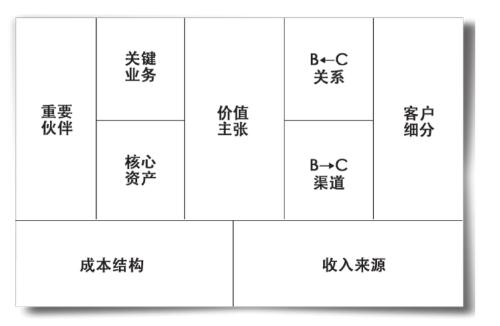 重要
伙伴
关键
业务
核心
资产
价值
主张
B←C
关系
B→C
渠道
客户
细分
成本结构
收入来源